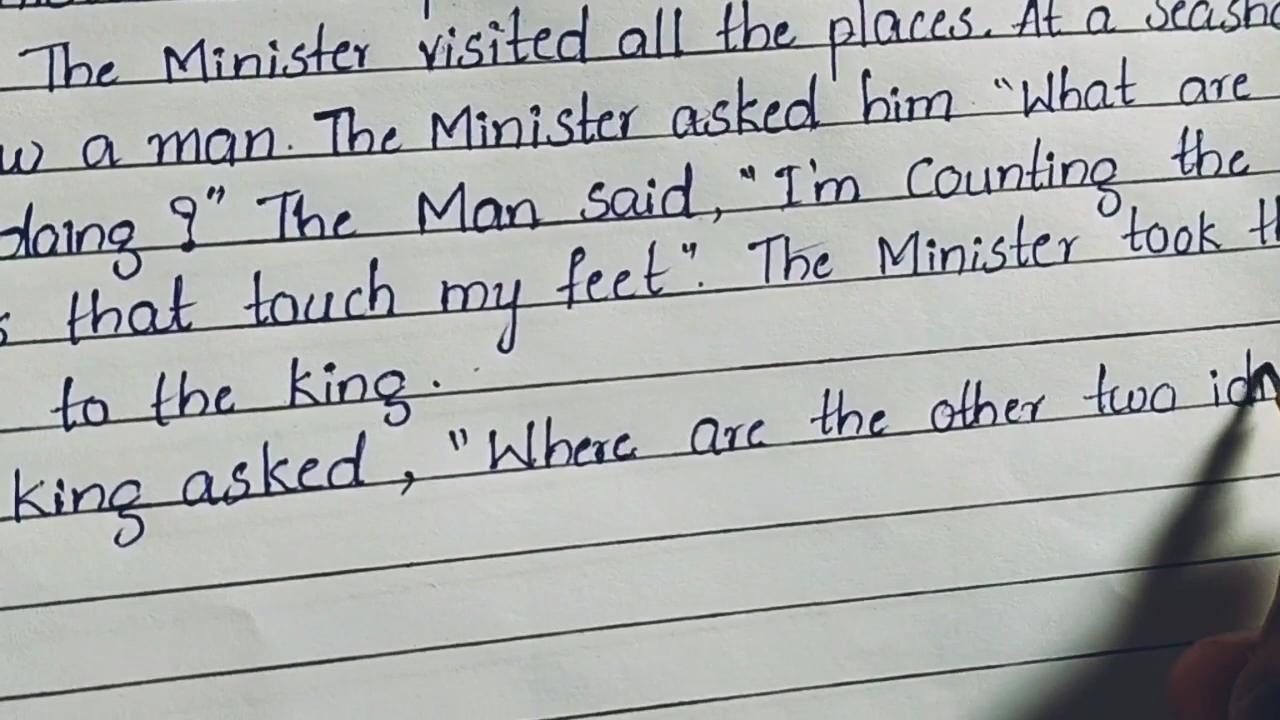 The Minister visited all the places. At a
a man. The Minister asked him "What are
doing ?" The Man said, "I'm Counting the
that touch my feet". The Minister took
to the king.
king asked, "Where are the other two